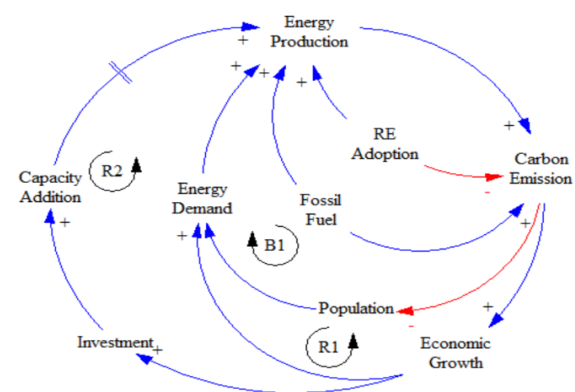 Energy
Production
+
+
+
+
RE
Adoption
+
Carbon
Emission
-
+
Capacity
Addition
+
R2
Energy
Demand
+
Fossil
Fuel
B1
Population
-
+
Investment
+
R1
Economic
Growth